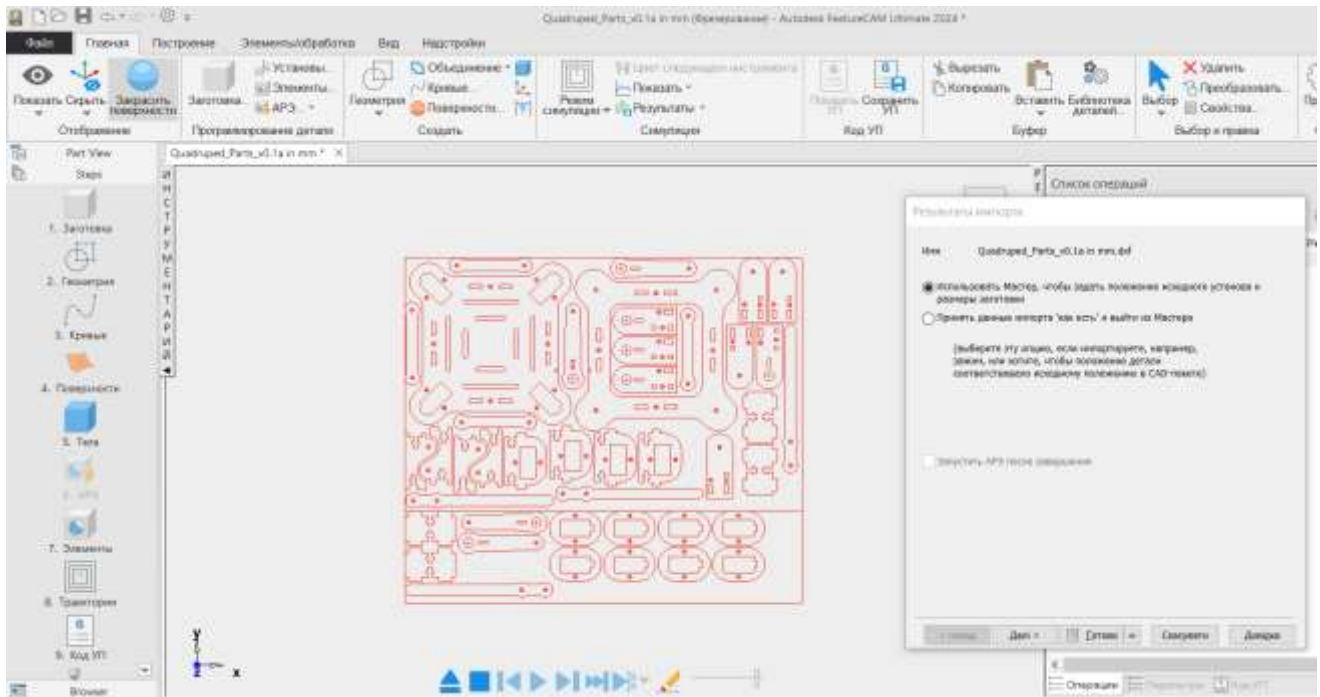 Quadruped_Parts_v0.1a in mm (Фрезерование) - Autodesk FeatureCAM Ultimate 2024 *
Файл Главная Построение Элементы/обработка Вид Надстройки
Показать Скрыть Закрасить поверхности
Заготовка
Установы...
Элементы...
АРЭ...
Геометрия
Объединение
Кривые...
Поверхности...
Режим симуляции
Показать
Результаты
Сохранить УП
Вырезать
Копировать
Вставить Библиотека деталей...
Выбор
Удалить
Преобразовать...
Свойства...
Отображение Программирование детали Создать Симуляция Код УП Буфер Выбор и правка
Part View
Quadruped_Parts_v0.1a in mm *
Steps
ИНСТРУМЕНТАРИЙ
1. Заготовка
2. Геометрия
3. Кривые
4. Поверхности
5. Тела
6. АРЭ
7. Элементы
8. Траектории
9. Код УП
Browser
y
z x
Список операций
Результаты импорта
Имя Quadruped_Parts_v0.1a in mm.dxf
Использовать Мастер, чтобы задать положение исходного установа и
размеры заготовки
Принять данные импорта 'как есть' и выйти из Мастера
(выберите эту опцию, если импортируете, например,
зажим, или хотите, чтобы положение детали
соответствовало исходному положению в CAD-пакете)
Запустить АРЭ после завершения
< Назад Далее > Готово Справка
Операции